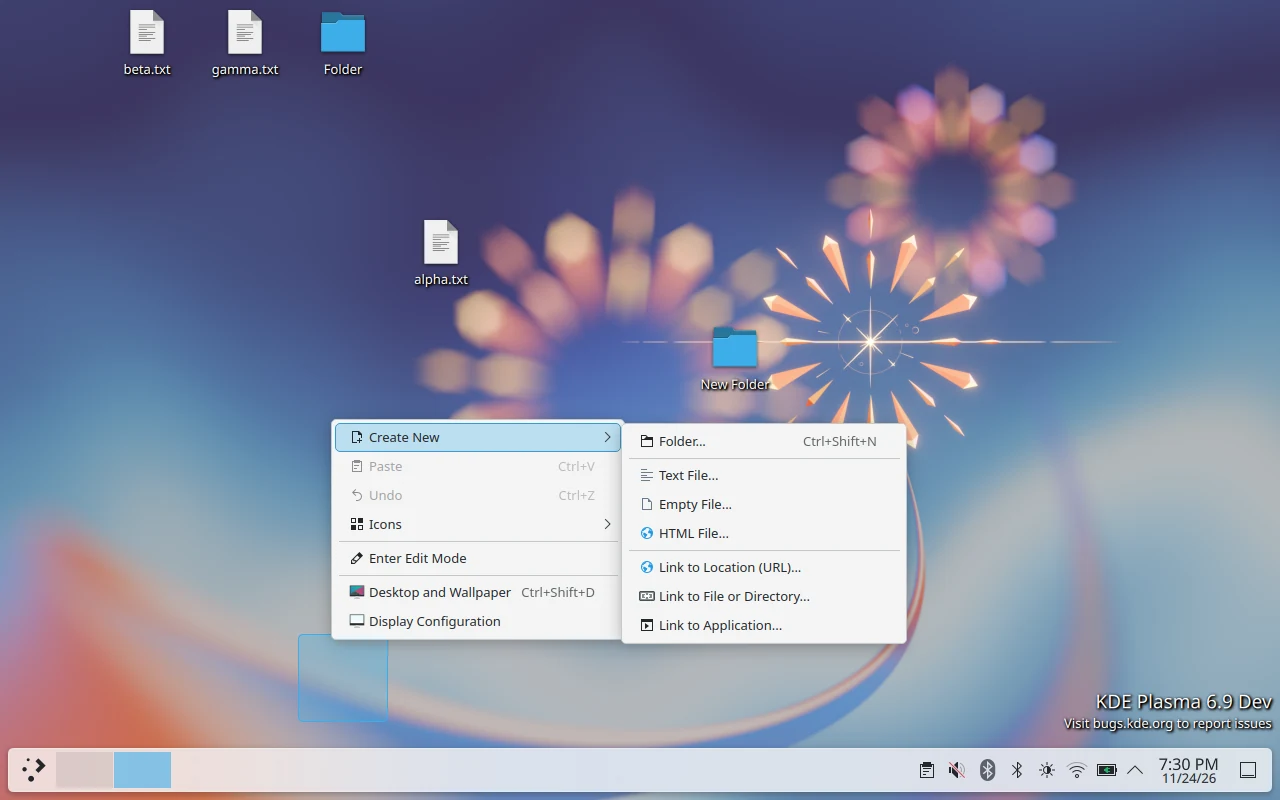 beta.txt
gamma.txt
Folder
alpha.txt
New Folder
Create New
Paste Ctrl+V
Undo Ctrl+Z
Icons
Enter Edit Mode
Desktop and Wallpaper Ctrl+Shift+D
Display Configuration
Folder... Ctrl+Shift+N
Text File...
Empty File...
HTML File...
Link to Location (URL)...
Link to File or Directory...
Link to Application...
KDE Plasma 6.9 Dev
Visit bugs.kde.org to report issues
7:30 PM
11/24/26